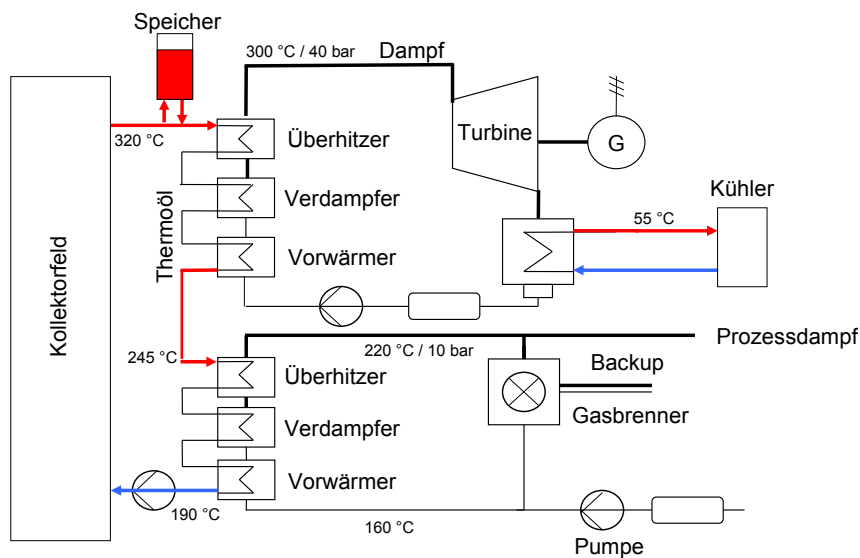 Speicher
300 °C / 40 bar
Dampf
320 °C
Überhitzer
Turbine
G
Verdampfer
Kühler
55 °C
Thermoöl
Vorwärmer
Kollektorfeld
245 °C
220 °C / 10 bar
Prozessdampf
Überhitzer
Backup
Gasbrenner
Verdampfer
Vorwärmer
190 °C
160 °C
Pumpe